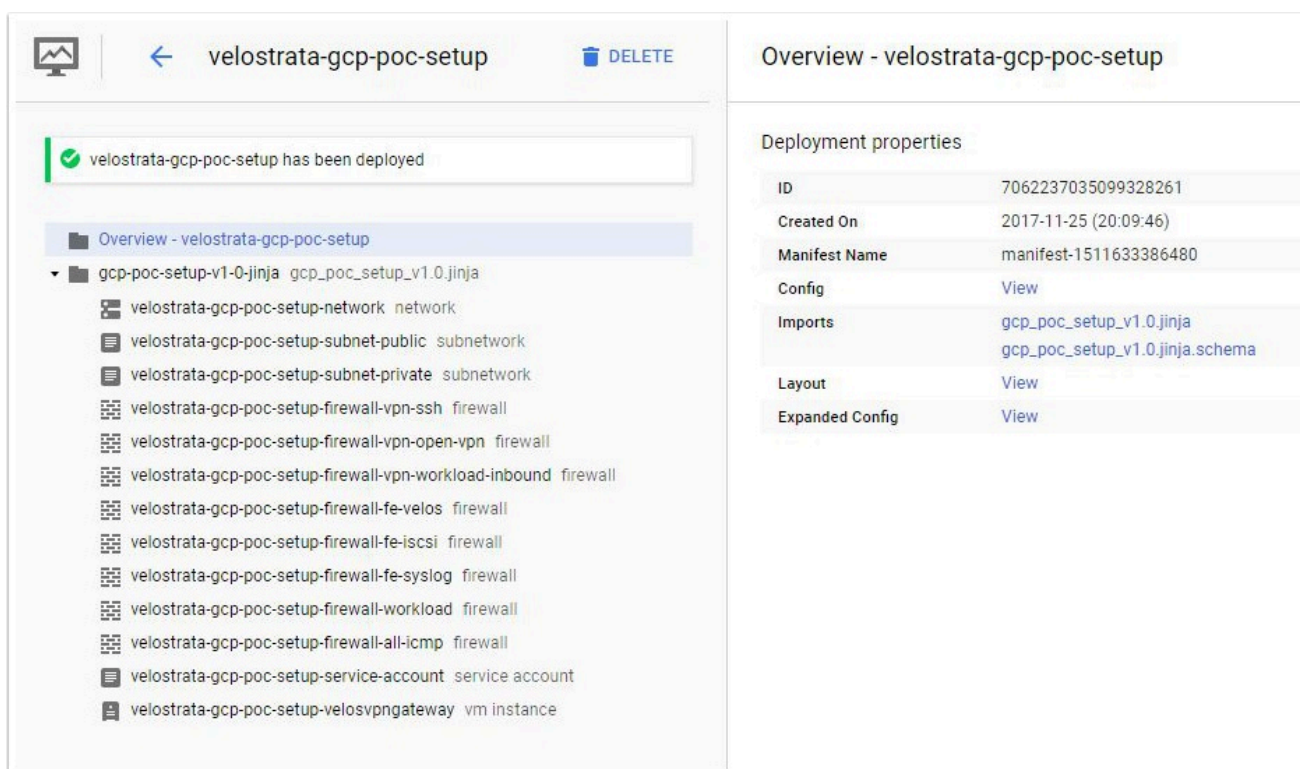 velostrata-gcp-poc-setup
DELETE
velostrata-gcp-poc-setup has been deployed
Overview - velostrata-gcp-poc-setup
gcp-poc-setup-v1-0-jinja gcp_poc_setup_v1.0.jinja
velostrata-gcp-poc-setup-network network
velostrata-gcp-poc-setup-subnet-public subnetwork
velostrata-gcp-poc-setup-subnet-private subnetwork
velostrata-gcp-poc-setup-firewall-vpn-ssh firewall
velostrata-gcp-poc-setup-firewall-vpn-open-vpn firewall
velostrata-gcp-poc-setup-firewall-vpn-workload-inbound firewall
velostrata-gcp-poc-setup-firewall-fe-velos firewall
velostrata-gcp-poc-setup-firewall-fe-iscsi firewall
velostrata-gcp-poc-setup-firewall-fe-syslog firewall
velostrata-gcp-poc-setup-firewall-workload firewall
velostrata-gcp-poc-setup-firewall-all-icmp firewall
velostrata-gcp-poc-setup-service-account service account
velostrata-gcp-poc-setup-velosvpngateway vm instance
Overview - velostrata-gcp-poc-setup
Deployment properties
ID 7062237035099328261
Created On 2017-11-25 (20:09:46)
Manifest Name manifest-1511633386480
Config View
Imports gcp_poc_setup_v1.0.jinja
gcp_poc_setup_v1.0.jinja.schema
Layout View
Expanded Config View